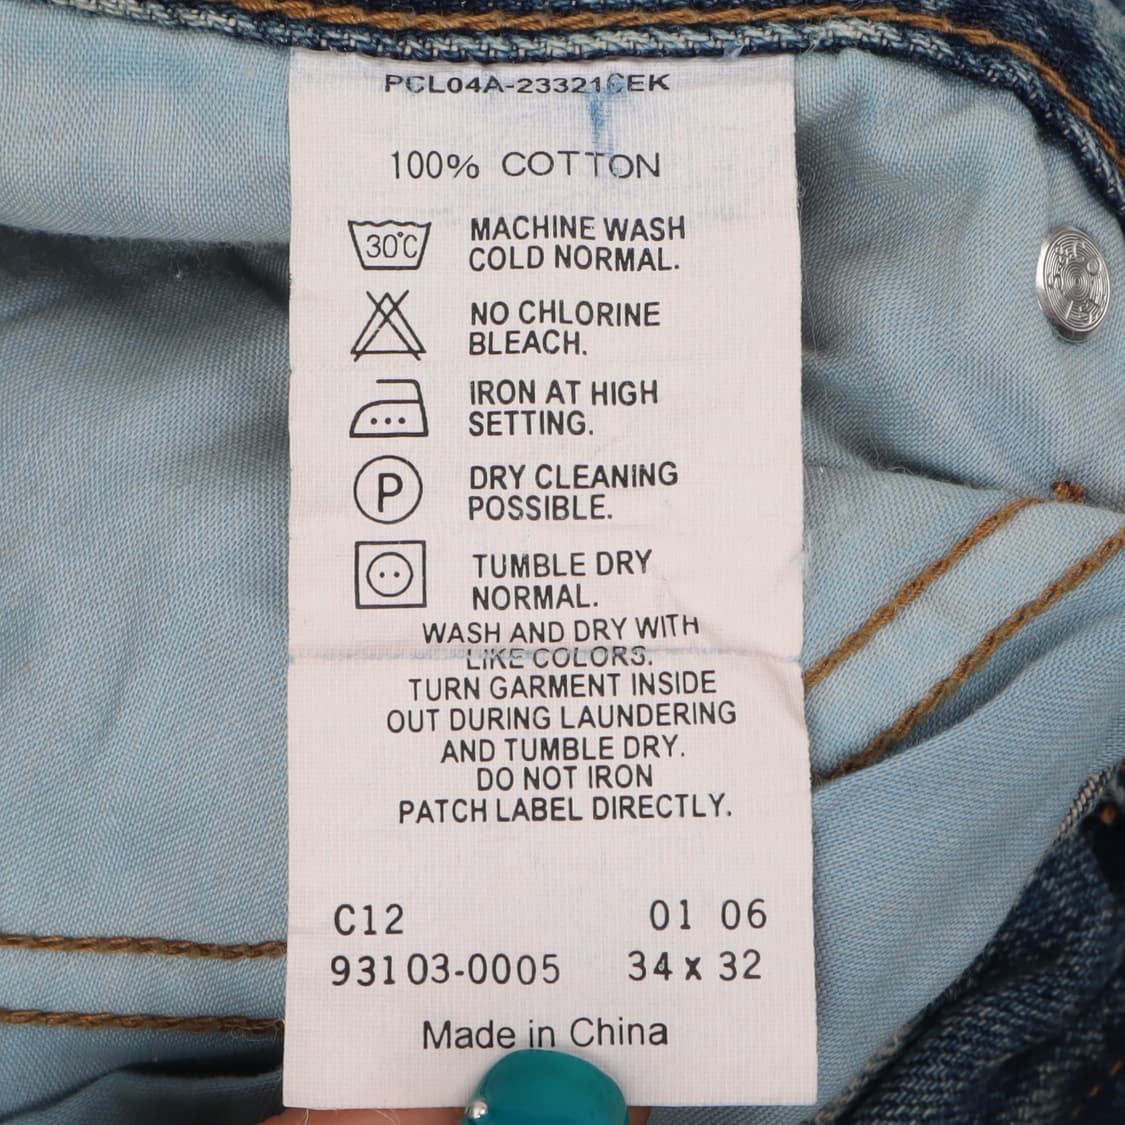 PCL04A-23321CEK
100% COTTON
30°C
MACHINE WASH
COLD NORMAL.
NO CHLORINE
BLEACH.
IRON AT HIGH
SETTING.
P
DRY CLEANING
POSSIBLE.
TUMBLE DRY
NORMAL.
WASH AND DRY WITH
LIKE COLORS.
TURN GARMENT INSIDE
OUT DURING LAUNDERING
AND TUMBLE DRY.
DO NOT IRON
PATCH LABEL DIRECTLY.
C12 01 06
93103-0005 34 x 32
Made in China